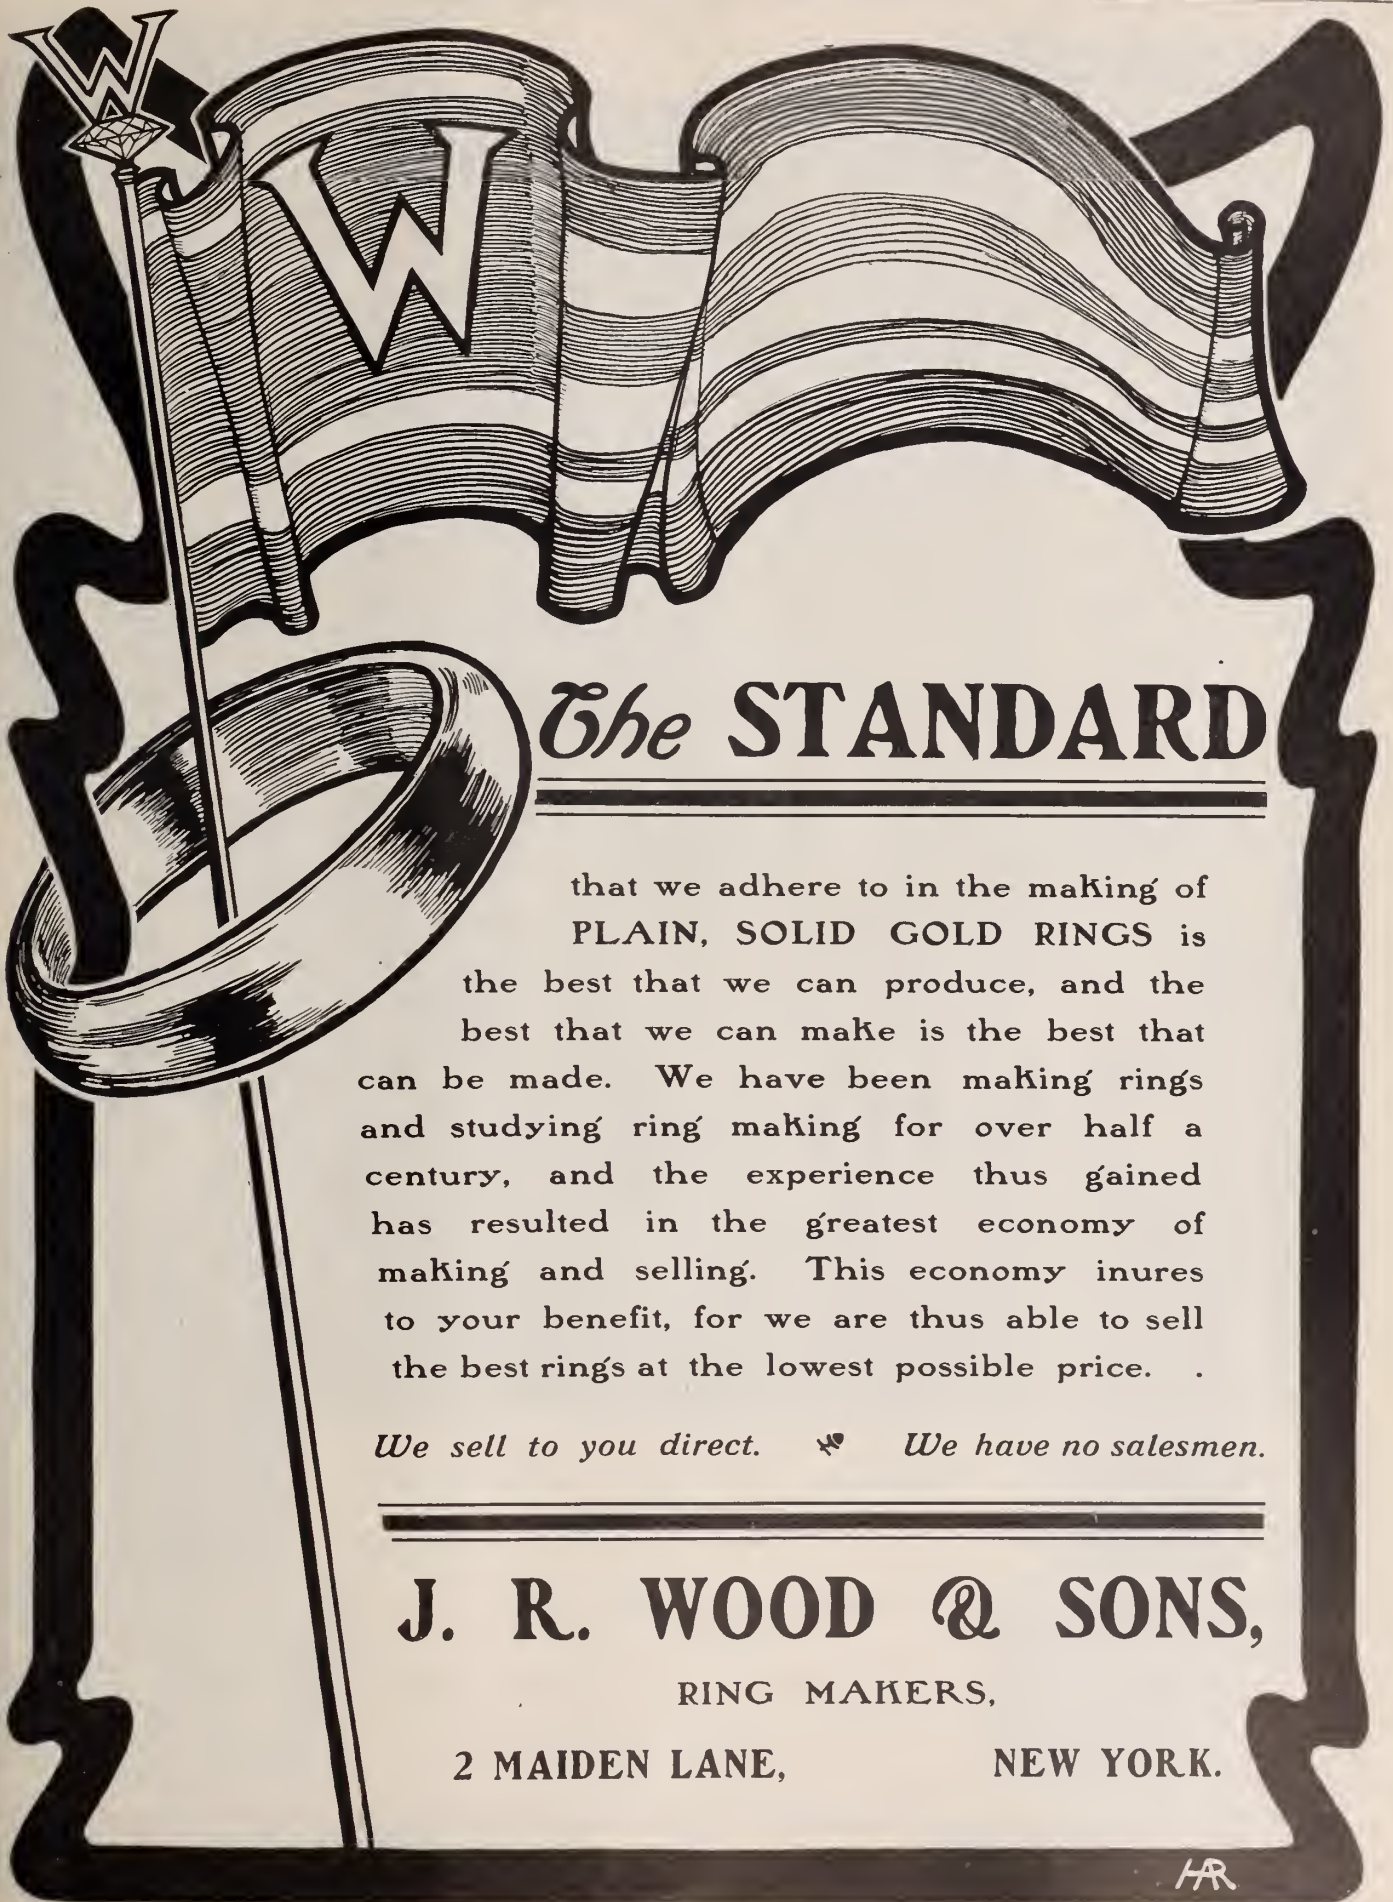 W
W
The STANDARD
that we adhere to in the making of
PLAIN, SOLID GOLD RINGS is
the best that we can produce, and the
best that we can make is the best that
can be made. We have been making rings
and studying ring making for over half a
century, and the experience thus gained
has resulted in the greatest economy of
making and selling. This economy inures
to your benefit, for we are thus able to sell
the best rings at the lowest possible price. .
We sell to you direct. We have no salesmen.
J. R. WOOD & SONS,
RING MAKERS,
2 MAIDEN LANE, NEW YORK.
HAR